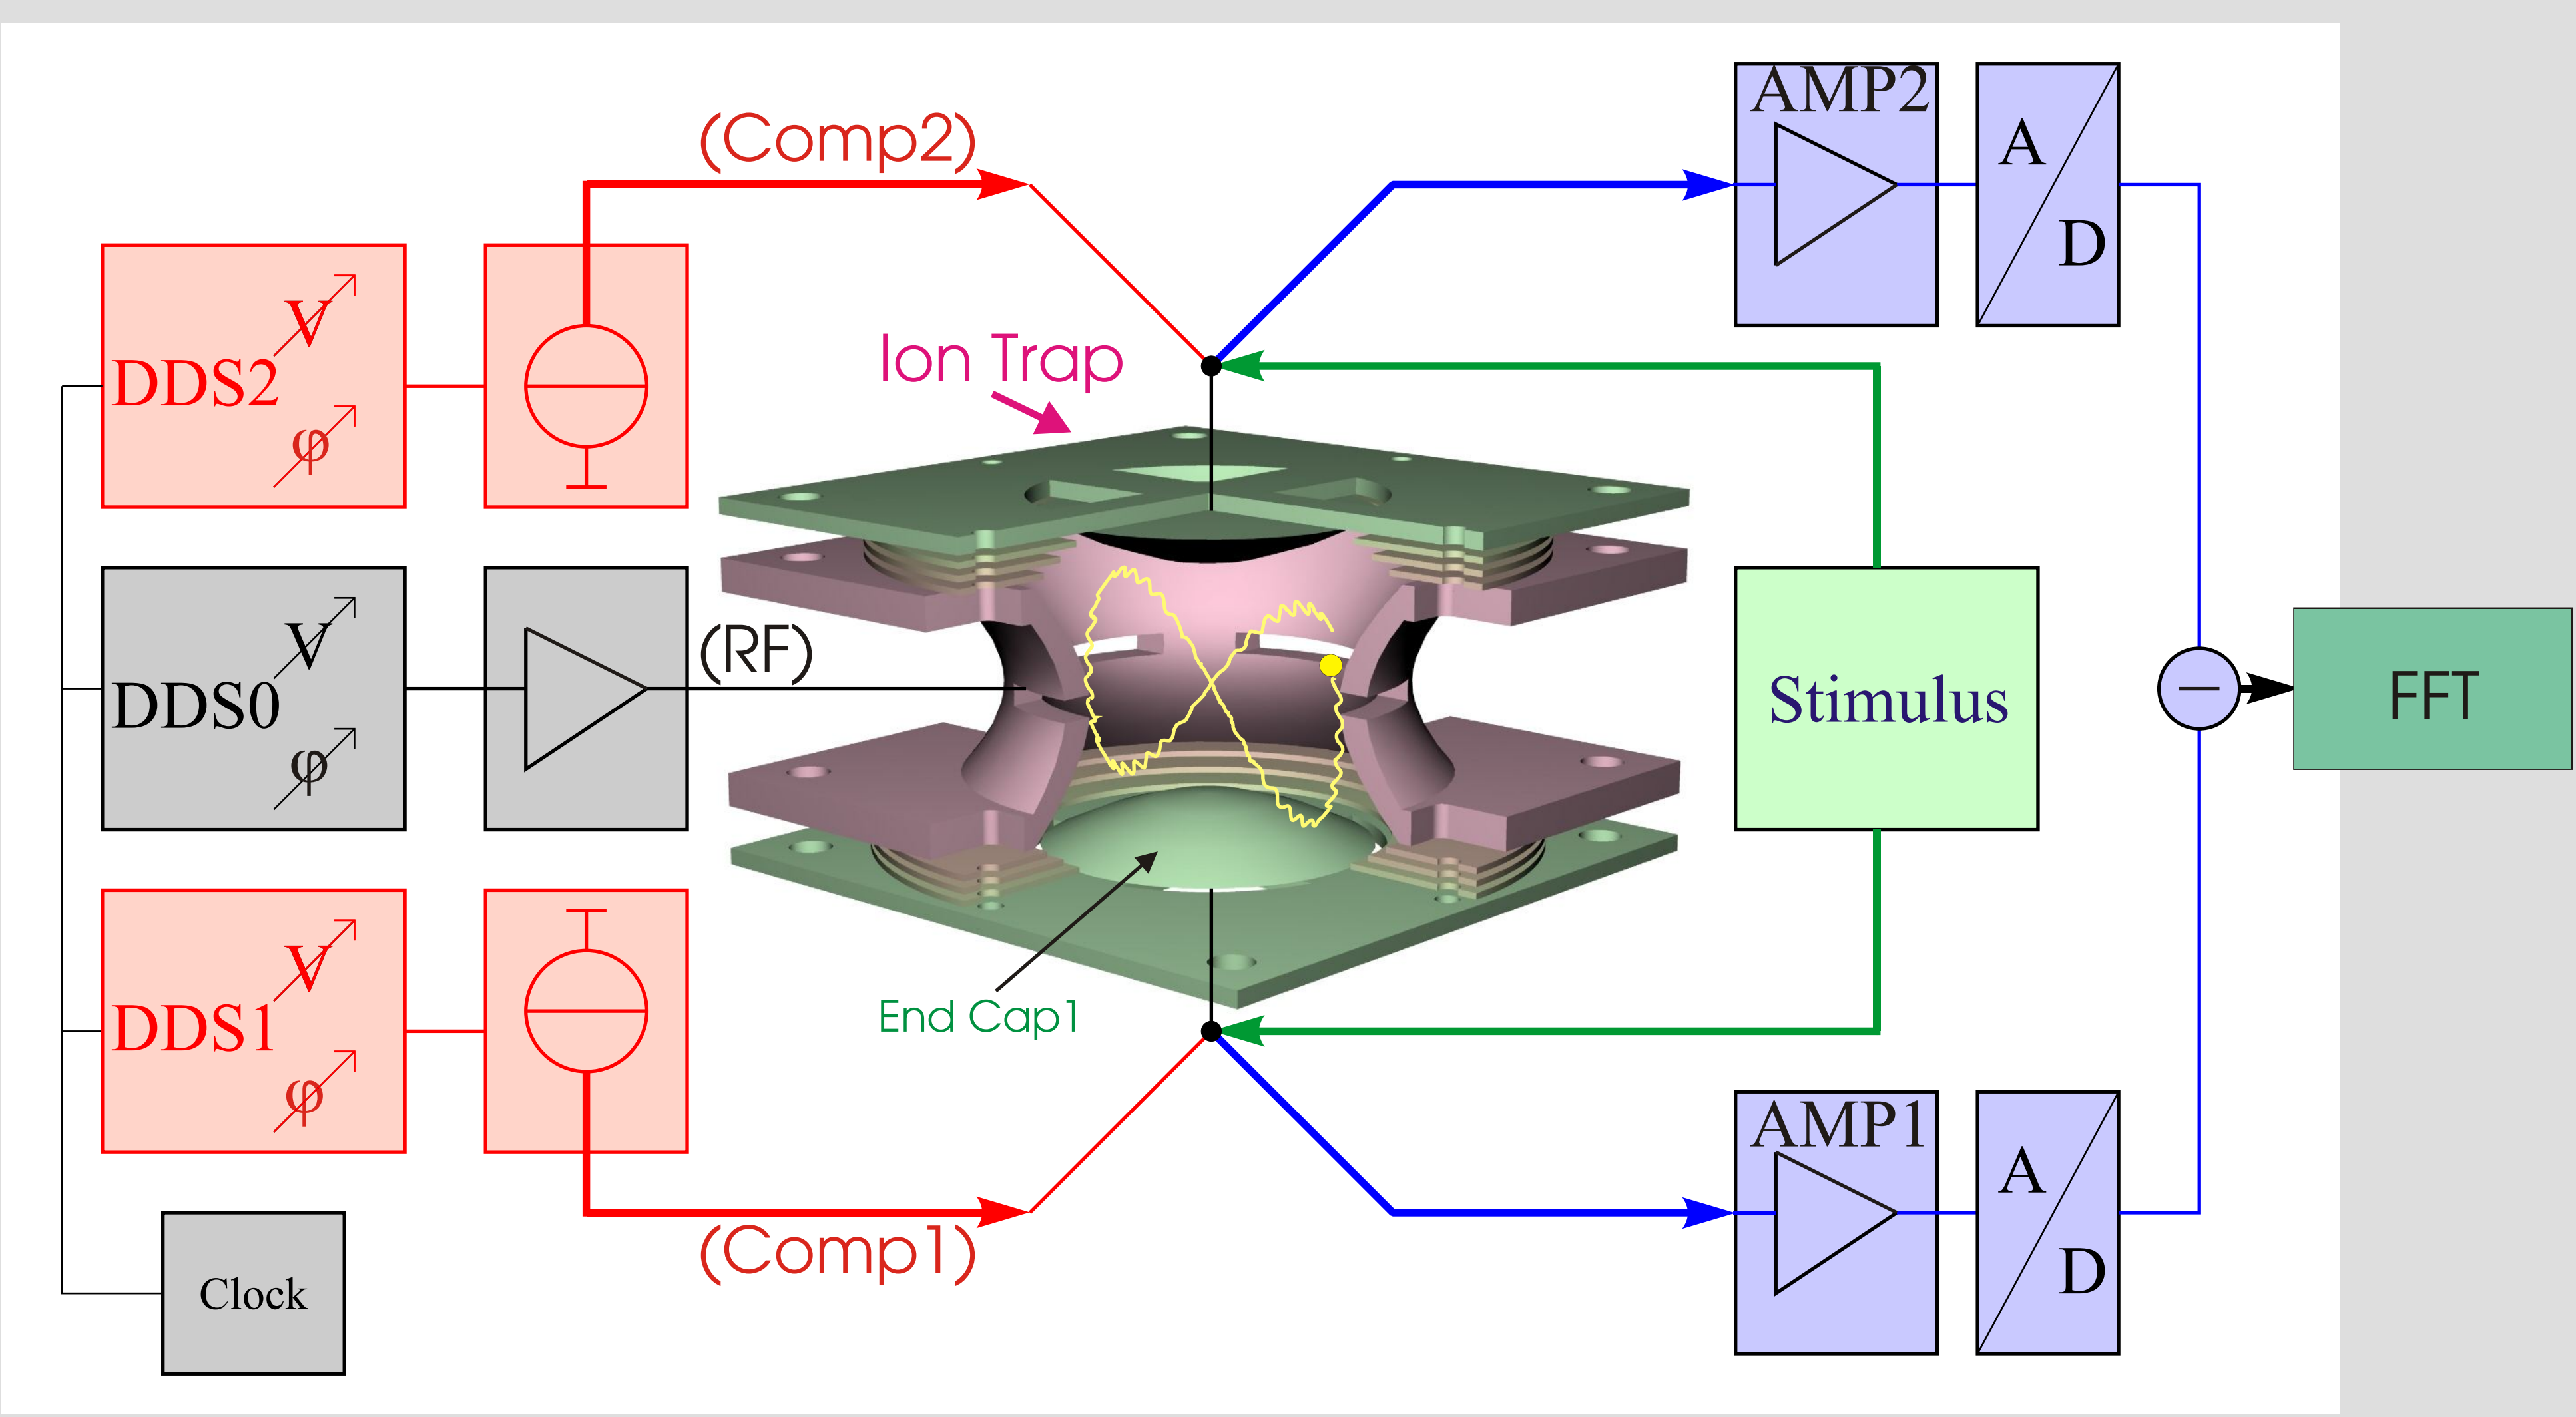 AMP2
A
D
(Comp2)
V
DDS2
φ
Ion Trap
V
DDS0
φ
(RF)
Stimulus
FFT
V
DDS1
φ
End Cap1
AMP1
A
D
(Comp1)
Clock